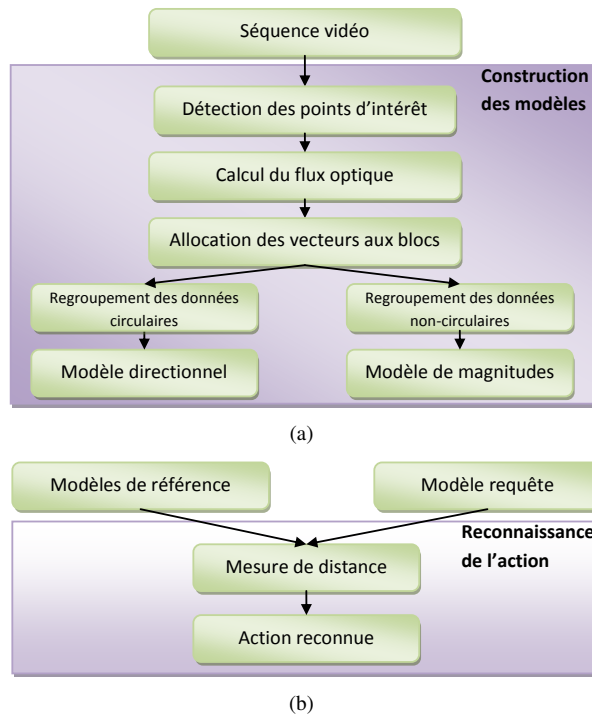 Séquence vidéo
Construction
des modèles
Détection des points d'intérêt
Calcul du flux optique
Allocation des vecteurs aux blocs
Regroupement des données
circulaires
Regroupement des données
non-circulaires
Modèle directionnel
Modèle de magnitudes
(a)
Modèles de référence
Modèle requête
Reconnaissance
de l'action
Mesure de distance
Action reconnue
(b)